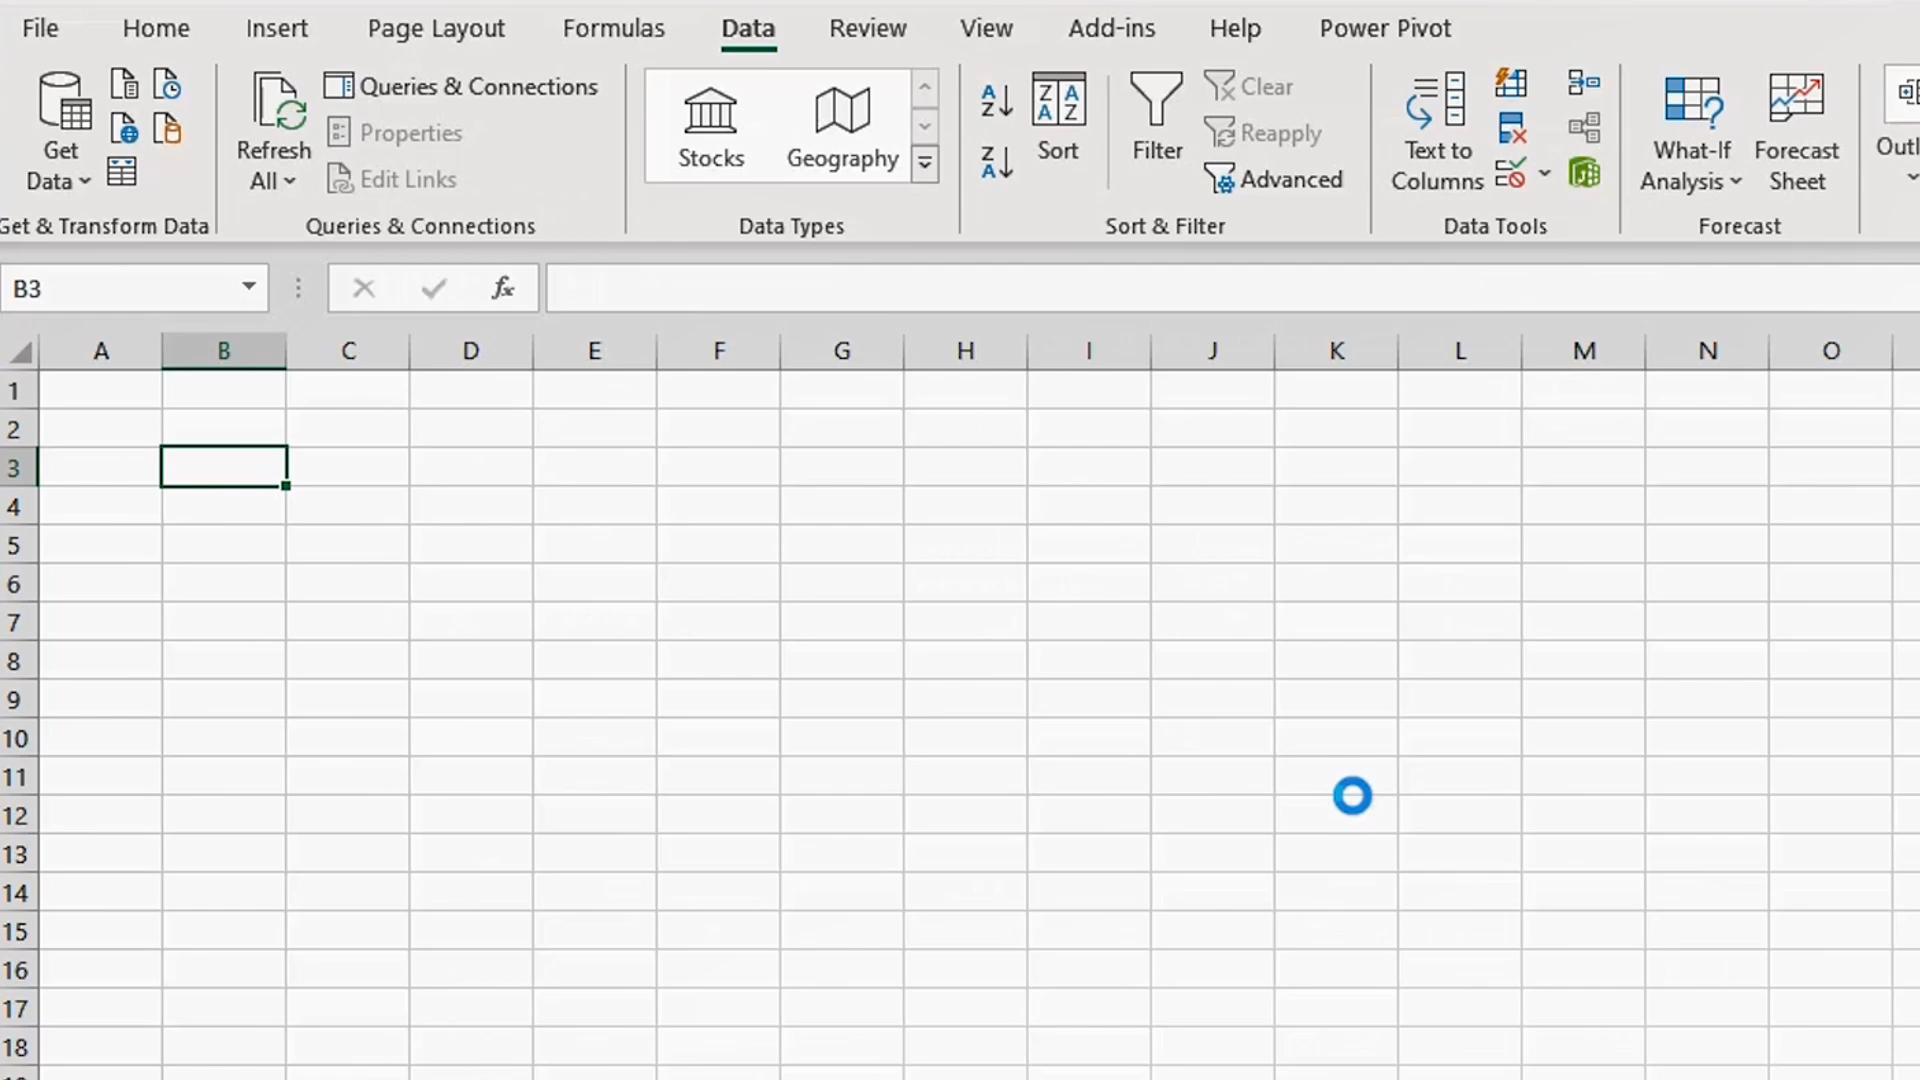 File Home Insert Page Layout Formulas Data Review View Add-ins Help Power Pivot
Get Data
Refresh All
Queries & Connections
Properties
Edit Links
Stocks
Geography
A Z
Z A
Z A A Z
Sort
Filter
Clear
Reapply
Advanced
Text to Columns
What-If Analysis
Forecast Sheet
Outl
Get & Transform Data Queries & Connections Data Types Sort & Filter Data Tools Forecast
B3 fx
A B C D E F G H I J K L M N O
1
2
3
4
5
6
7
8
9
10
11
12
13
14
15
16
17
18